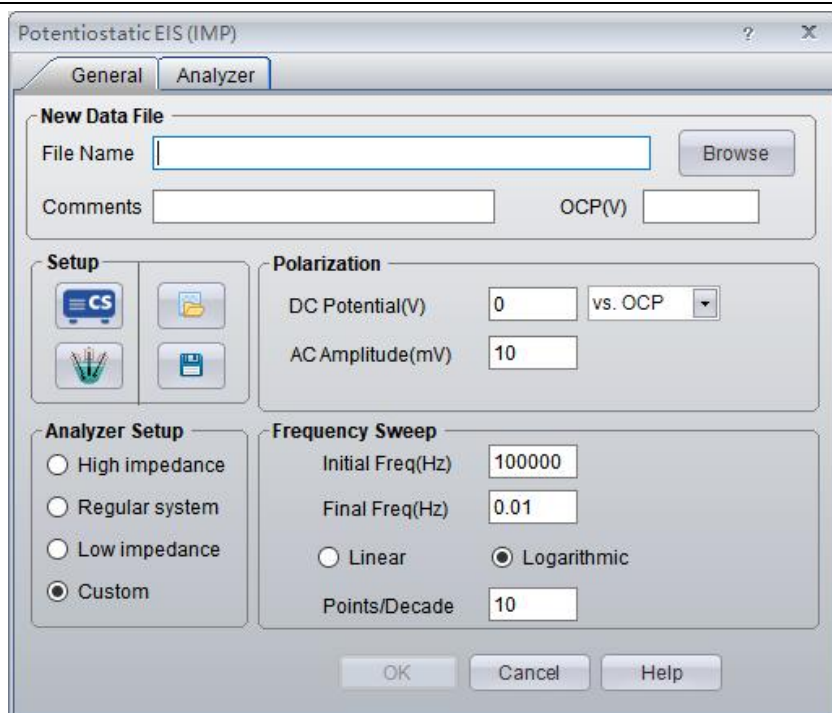 Potentiostatic EIS (IMP) ? X
General Analyzer
New Data File
File Name Browse
Comments OCP(V)
Setup
CS
Polarization
DC Potential(V) 0 vs. OCP
AC Amplitude(mV) 10
Analyzer Setup
High impedance
Regular system
Low impedance
Custom
Frequency Sweep
Initial Freq(Hz) 100000
Final Freq(Hz) 0.01
Linear Logarithmic
Points/Decade 10
OK Cancel Help